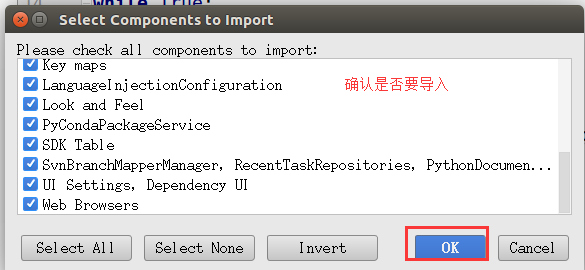 while True:
Select Components to Import
Please check all components to import:
Key maps
LanguageInjectionConfiguration 确认是否要导入
Look and Feel
PyCondaPackageService
SDK Table
SvnBranchMapperManager, RecentTaskRepositories, PythonDocumen...
UI Settings, Dependency UI
Web Browsers
Select All Select None Invert OK Cancel